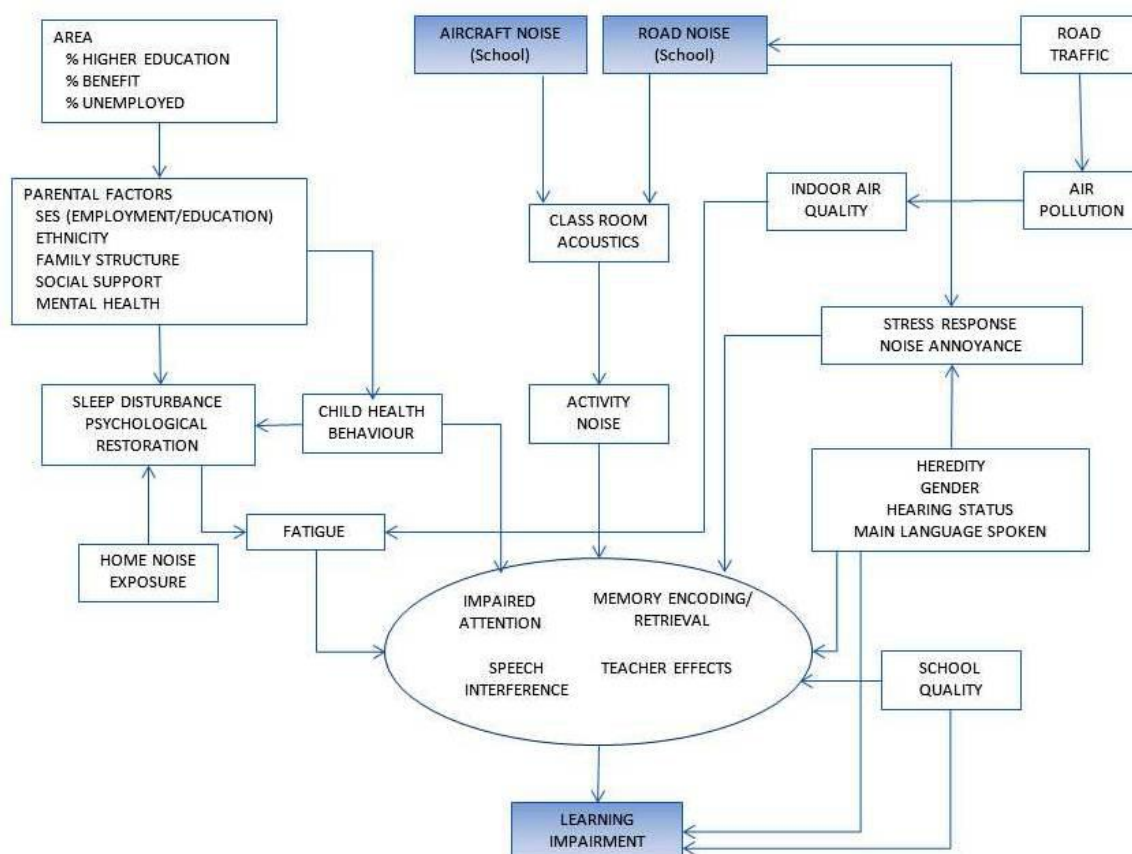 AREA
% HIGHER EDUCATION
% BENEFIT
% UNEMPLOYED
AIRCRAFT NOISE
(School)
ROAD NOISE
(School)
ROAD
TRAFFIC
PARENTAL FACTORS
SES (EMPLOYMENT/EDUCATION)
ETHNICITY
FAMILY STRUCTURE
SOCIAL SUPPORT
MENTAL HEALTH
CLASS ROOM
ACOUSTICS
INDOOR AIR
QUALITY
AIR
POLLUTION
STRESS RESPONSE
NOISE ANNOYANCE
SLEEP DISTURBANCE
PSYCHOLOGICAL
RESTORATION
CHILD HEALTH
BEHAVIOUR
ACTIVITY
NOISE
HEREDITY
GENDER
HEARING STATUS
MAIN LANGUAGE SPOKEN
FATIGUE
HOME NOISE
EXPOSURE
IMPAIRED
ATTENTION
MEMORY ENCODING/
RETRIEVAL
SPEECH
INTERFERENCE
TEACHER EFFECTS
SCHOOL
QUALITY
LEARNING
IMPAIRMENT